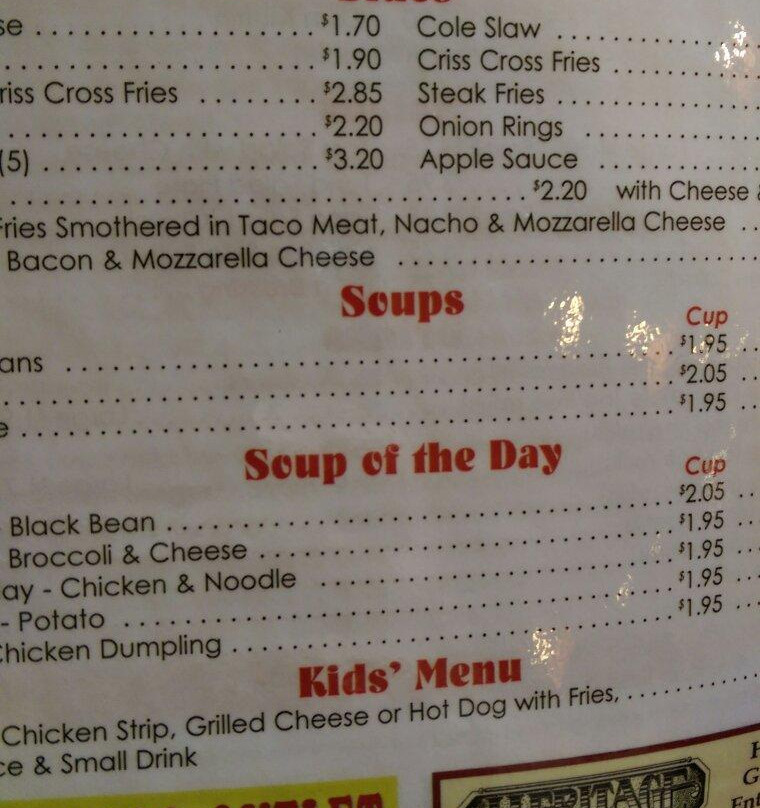 $1.70 Cole Slaw
$1.90 Criss Cross Fries
Criss Cross Fries $2.85 Steak Fries
$2.20 Onion Rings
(5) $3.20 Apple Sauce
$2.20 with Cheese &
Fries Smothered in Taco Meat, Nacho & Mozzarella Cheese
Bacon & Mozzarella Cheese
Soups
Cup
$1.95
$2.05
$1.95
Soup of the Day
Cup
$2.05
Black Bean $1.95
Broccoli & Cheese $1.95
ay - Chicken & Noodle $1.95
- Potato $1.95
Chicken Dumpling
Kids' Menu
Chicken Strip, Grilled Cheese or Hot Dog with Fries,
ce & Small Drink
HERITAGE